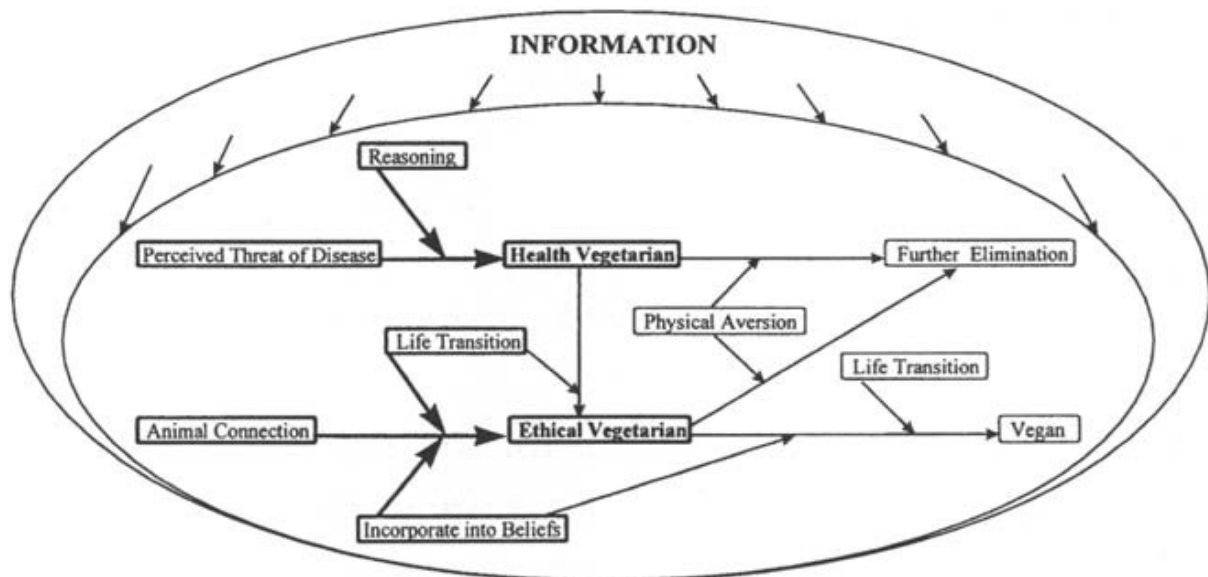 INFORMATION
Reasoning
Perceived Threat of Disease
Health Vegetarian
Further Elimination
Physical Aversion
Life Transition
Life Transition
Animal Connection
Ethical Vegetarian
Vegan
Incorporate into Beliefs